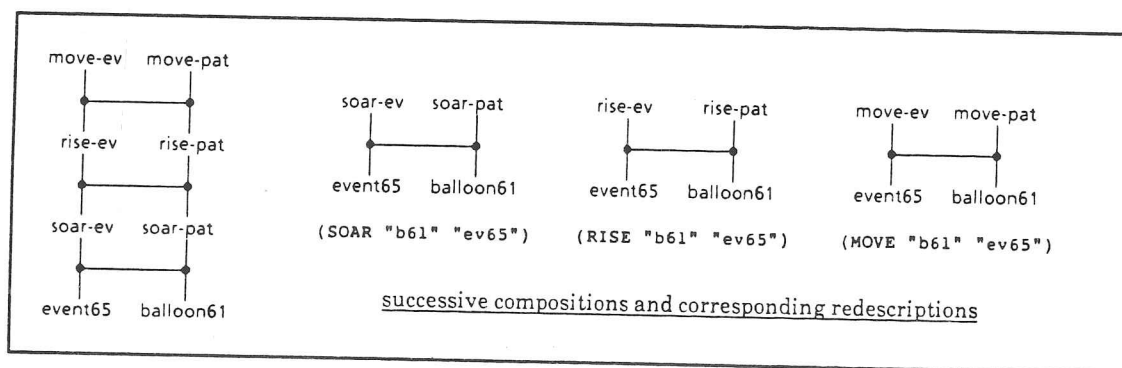 move-ev move-pat
rise-ev rise-pat
soar-ev soar-pat
event65 balloon61
soar-ev soar-pat
event65 balloon61
(SOAR "b61" "ev65")
rise-ev rise-pat
event65 balloon61
(RISE "b61" "ev65")
move-ev move-pat
event65 balloon61
(MOVE "b61" "ev65")
successive compositions and corresponding redescriptions